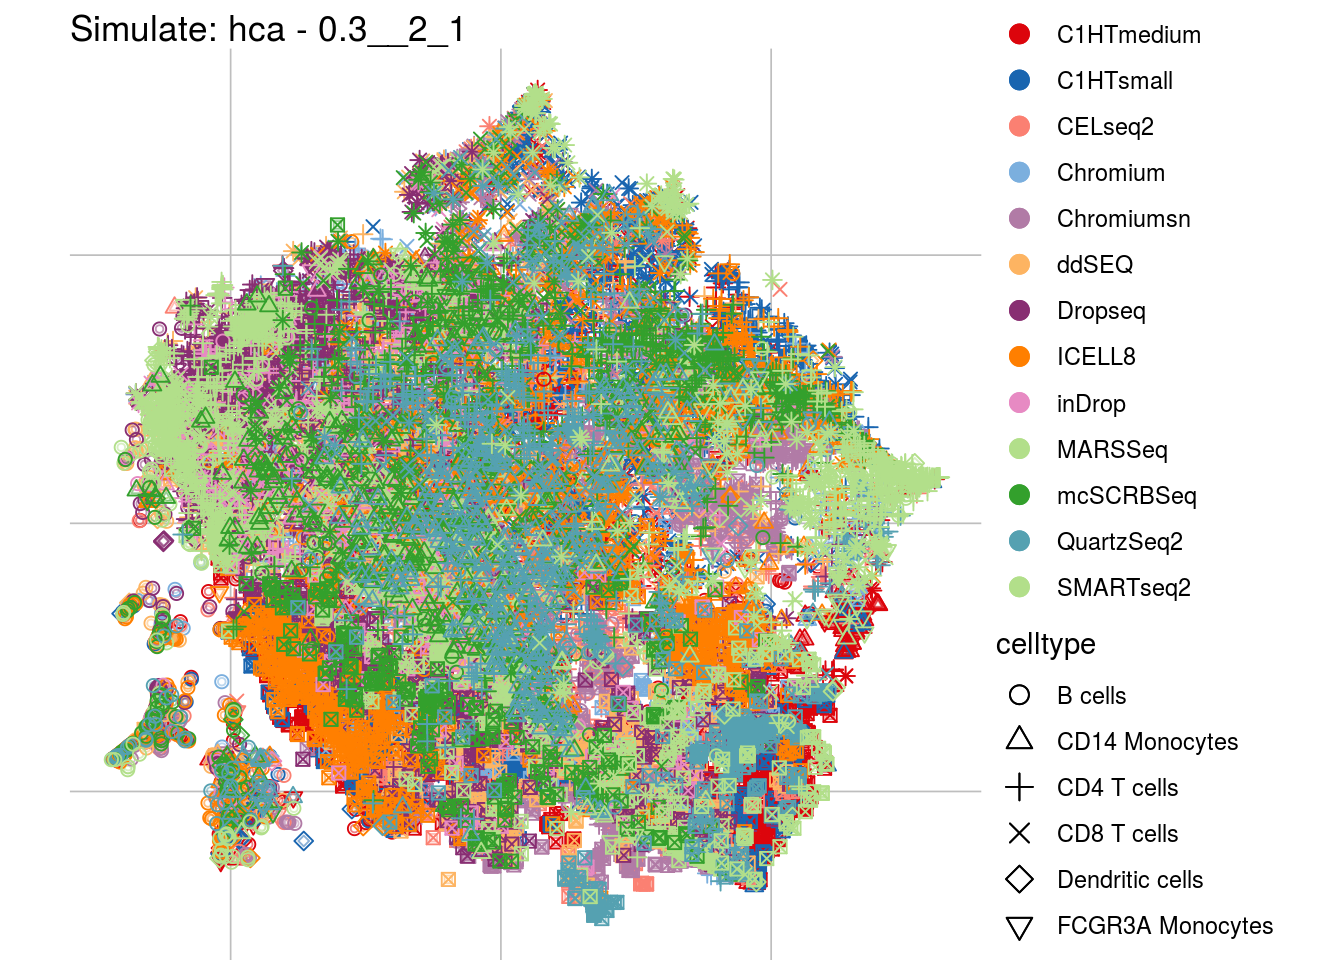 Simulate: hca - 0.3__2_1
C1HTmedium
C1HTsmall
CELseq2
Chromium
Chromiumsn
ddSEQ
Dropseq
ICELL8
inDrop
MARSSeq
mcSCRBSeq
QuartzSeq2
SMARTseq2
celltype
B cells
CD14 Monocytes
CD4 T cells
CD8 T cells
Dendritic cells
FCGR3A Monocytes